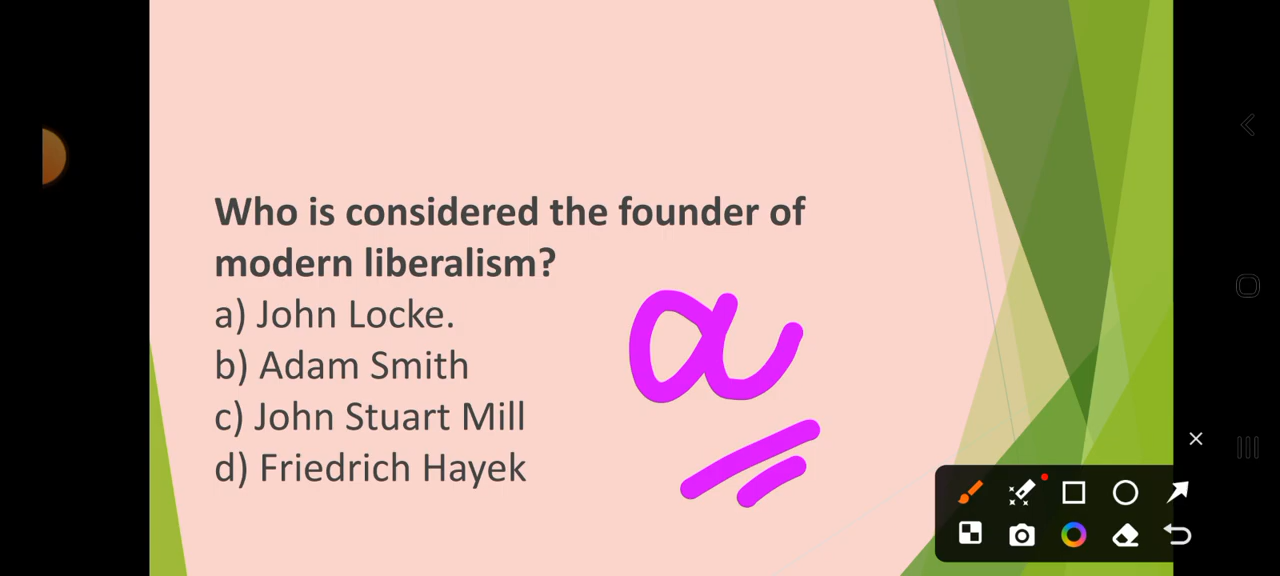 Who is considered the founder of
modern liberalism?
a) John Locke.
b) Adam Smith
c) John Stuart Mill
d) Friedrich Hayek
a